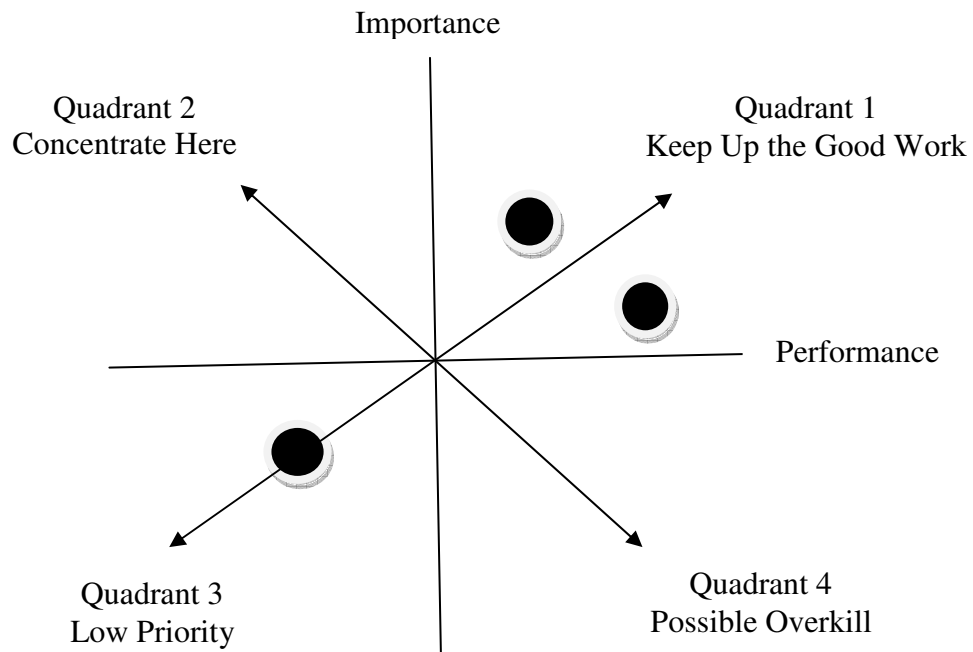 Importance
Quadrant 2
Concentrate Here
Quadrant 1
Keep Up the Good Work
Performance
Quadrant 3
Low Priority
Quadrant 4
Possible Overkill